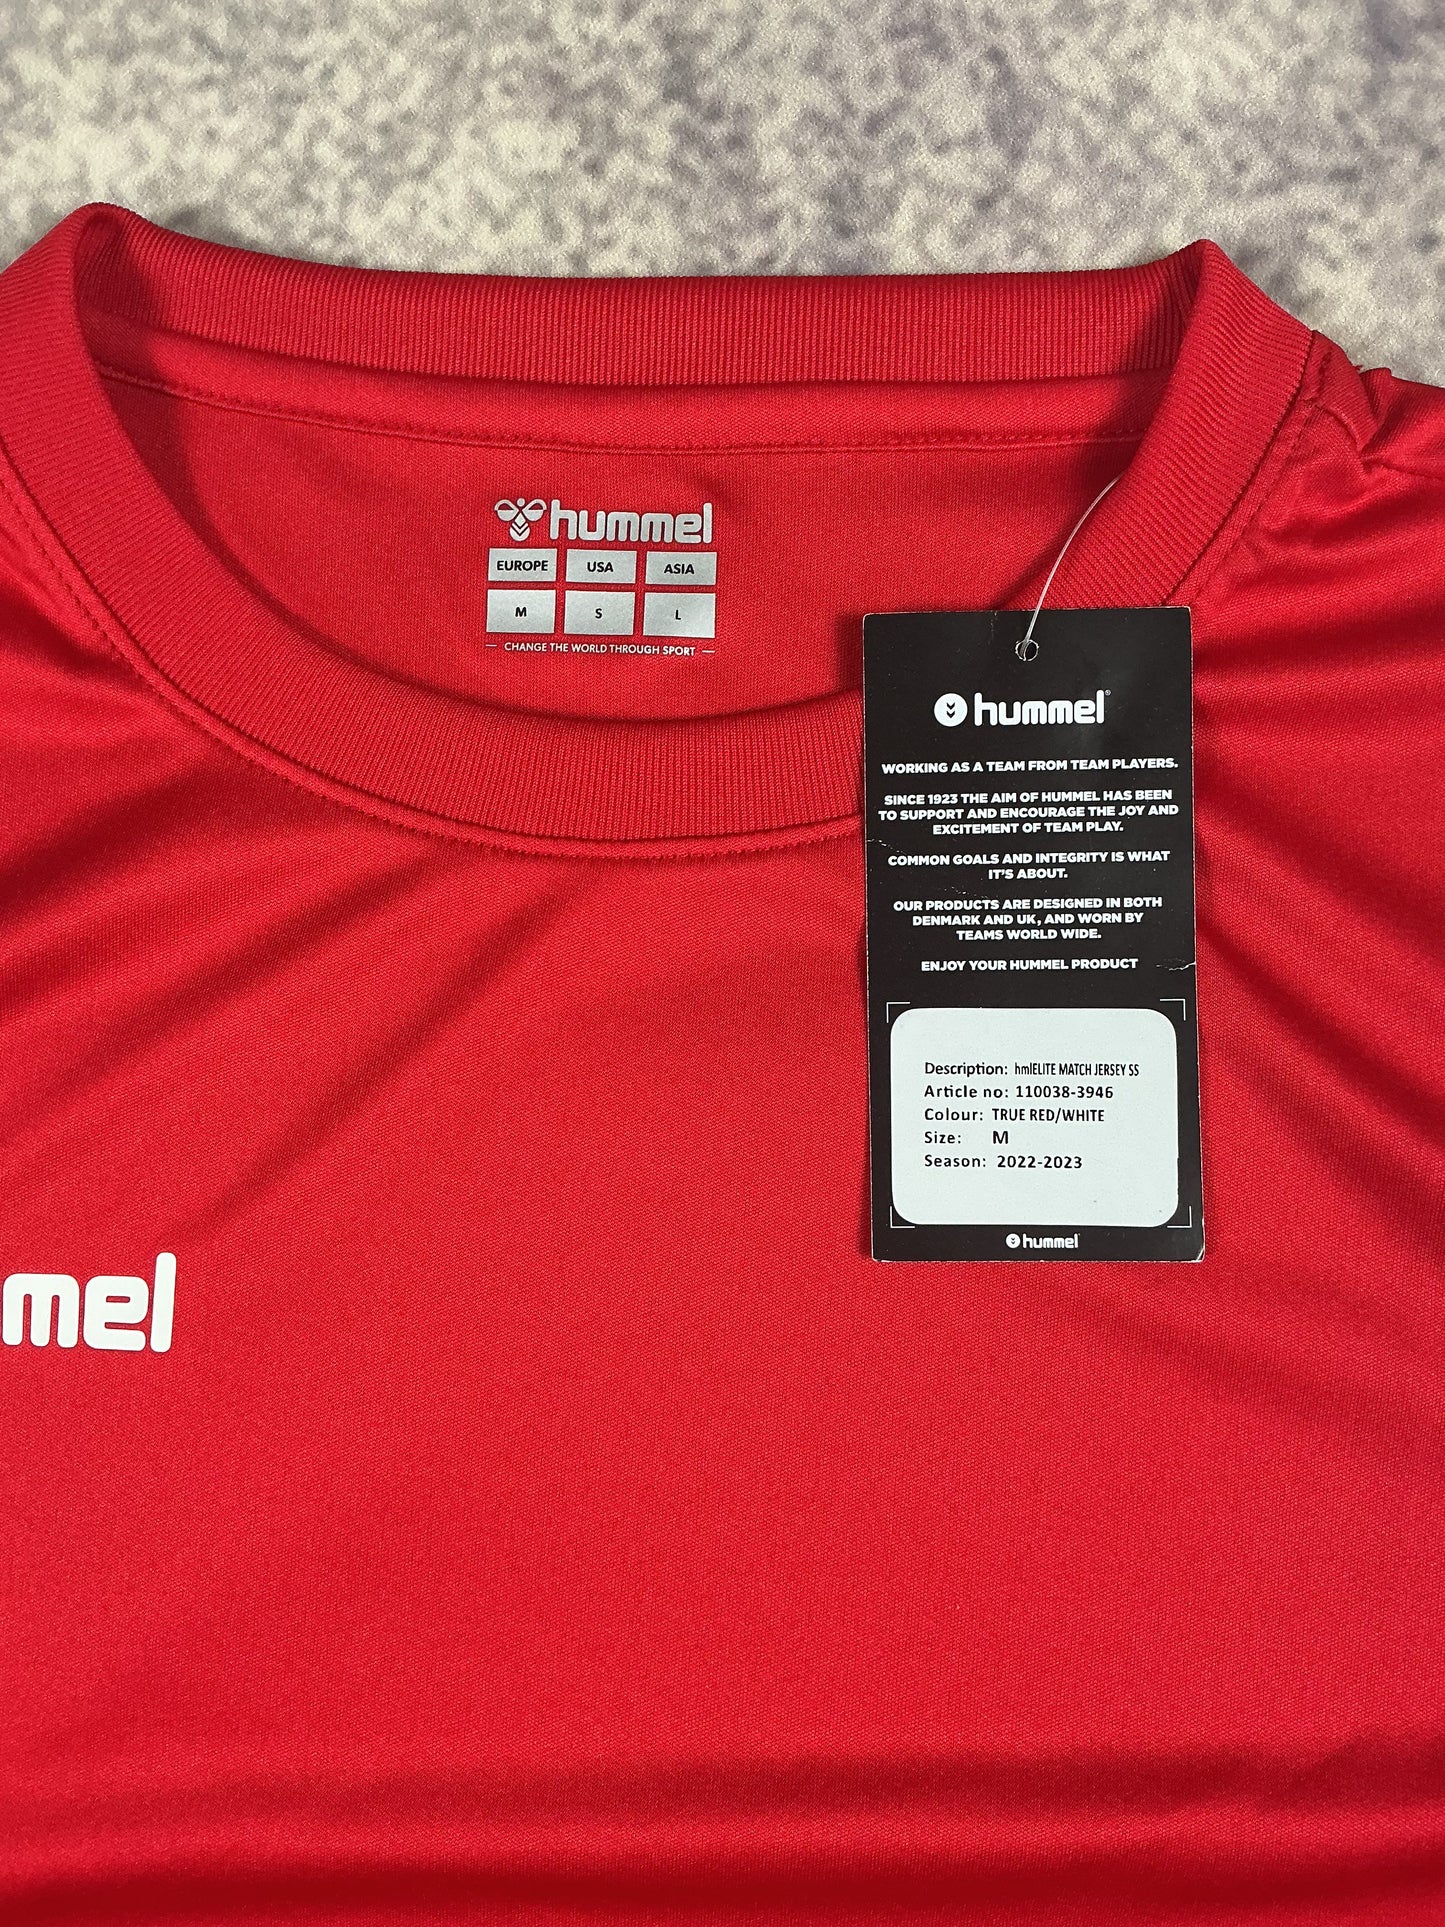 hummel
EUROPE USA ASIA
M S L
CHANGE THE WORLD THROUGH SPORT
hummel®
WORKING AS A TEAM FROM TEAM PLAYERS.
SINCE 1923 THE AIM OF HUMMEL HAS BEEN
TO SUPPORT AND ENCOURAGE THE JOY AND
EXCITEMENT OF TEAM PLAY.
COMMON GOALS AND INTEGRITY IS WHAT
IT'S ABOUT.
OUR PRODUCTS ARE DESIGNED IN BOTH
DENMARK AND UK, AND WORN BY
TEAMS WORLD WIDE.
ENJOY YOUR HUMMEL PRODUCT
Description: hmlELITE MATCH JERSEY SS
Article no: 110038-3946
Colour: TRUE RED/WHITE
Size: M
Season: 2022-2023
hummel
mel